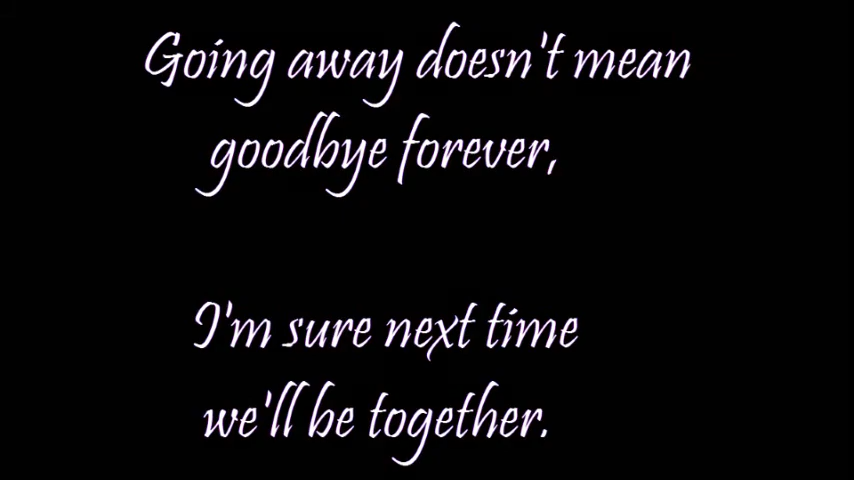 Going away doesn't mean
goodbye forever,
I'm sure next time
we'll be together.